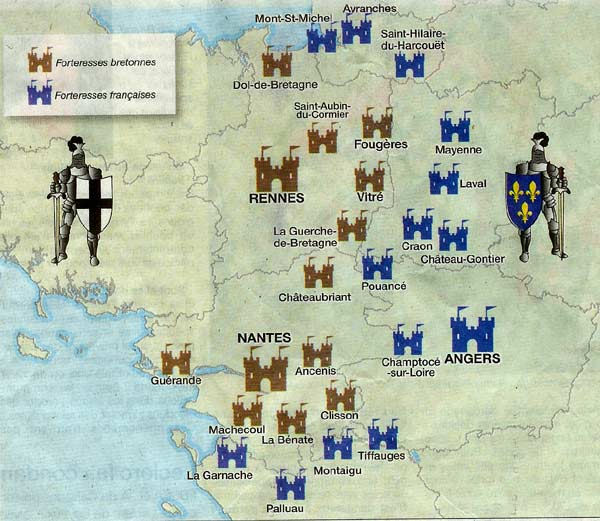 Forteresses bretonnes
Forteresses françaises
Mont-St-Michel
Avranches
Saint-Hilaire-
du-Harcouët
Dol-de-Bretagne
Saint-Aubin-
du-Cormier
Fougères
Mayenne
RENNES
Vitré
Laval
La Guerche-
de-Bretagne
Craon
Château-Gontier
Châteaubriant
Pouancé
NANTES
Ancenis
Champtocé
-sur-Loire
ANGERS
Guérande
Machecoul
La Bénate
Clisson
La Garnache
Montaigu
Tiffauges
Palluau